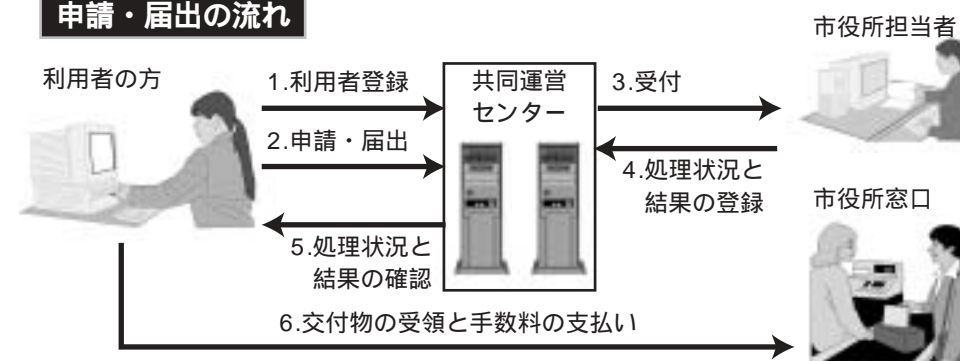 申請・届出の流れ
市役所担当者
利用者の方
1.利用者登録
共同運営
センター
3.受付
2.申請・届出
4.処理状況と
結果の登録
市役所窓口
5.処理状況と
結果の確認
6.交付物の受領と手数料の支払い